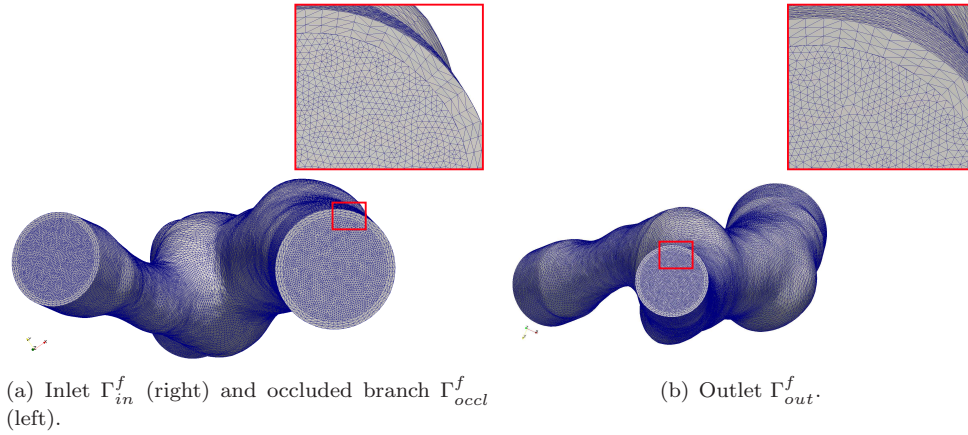 (a) Inlet Γ^f_in (right) and occluded branch Γ^f_occl
(left).
(b) Outlet Γ^f_out.